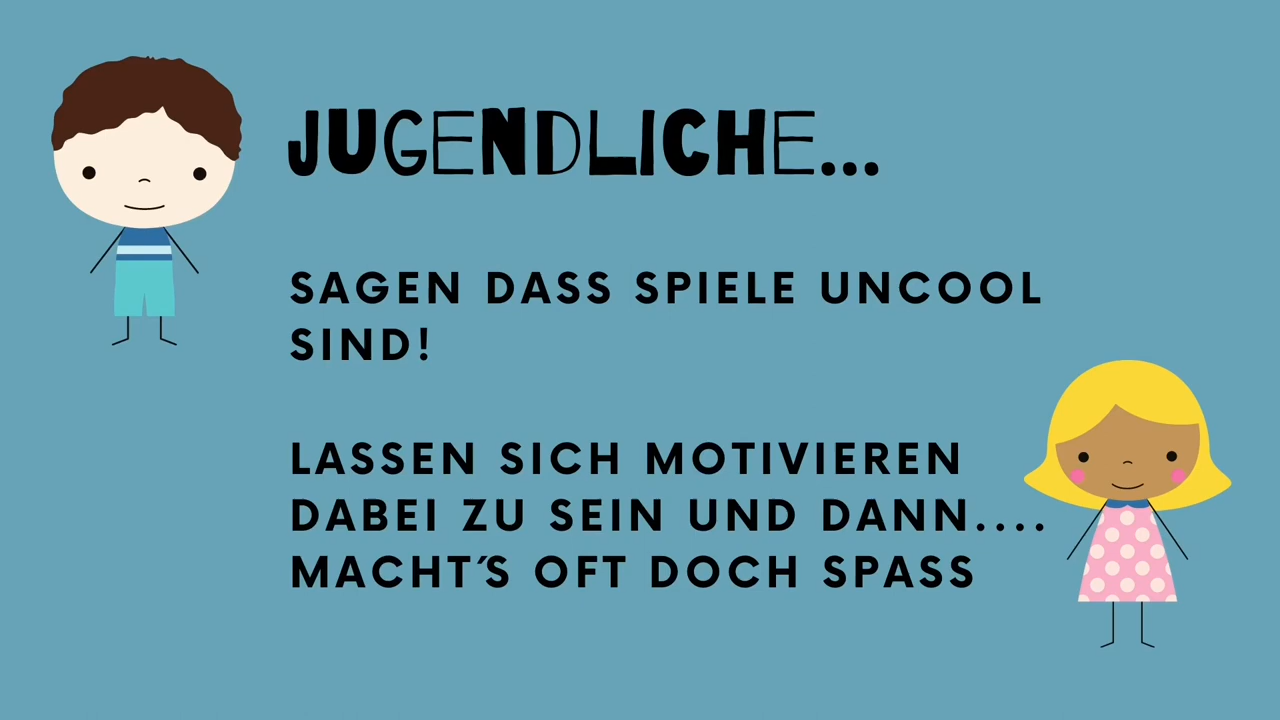 JUGENDLICHE...
SAGEN DASS SPIELE UNCOOL
SIND!
LASSEN SICH MOTIVIEREN
DABEI ZU SEIN UND DANN....
MACHT´S OFT DOCH SPASS